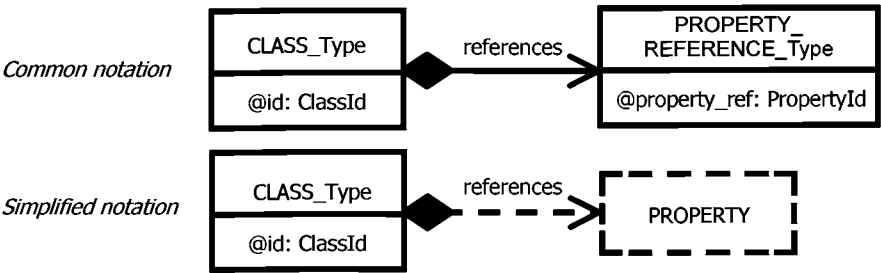 CLASS_Type
references
PROPERTY_
REFERENCE_Type
Common notation
@id: ClassId
@property_ref: PropertyId
CLASS_Type
references
Simplified notation
PROPERTY
@id: ClassId